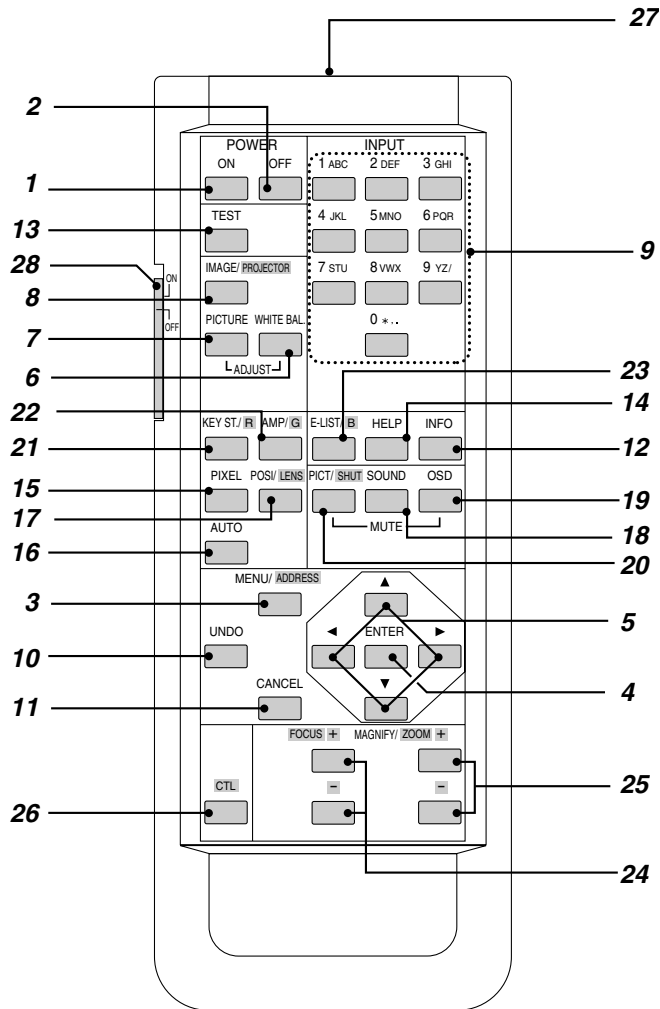 27
2
POWER INPUT
ON OFF 1 ABC 2 DEF 3 GHI
1
TEST 4 JKL 5 MNO 6 PQR
13
9
28
ON
IMAGE/ PROJECTOR 7 STU 8 VWX 9 YZ/
8
OFF
PICTURE WHITE BAL. 0 *..
7
ADJUST
6
23
22
14
KEY ST./ R AMP/ G E-LIST/ B HELP INFO
21
12
15
PIXEL POSI/ LENS PICT/ SHUT SOUND OSD
19
17
AUTO MUTE
18
16
20
MENU/ ADDRESS ▲
3
5
UNDO ◄ ENTER ►
10
4
CANCEL ▼
11
FOCUS + MAGNIFY/ ZOOM +
CTL − −
25
26
24